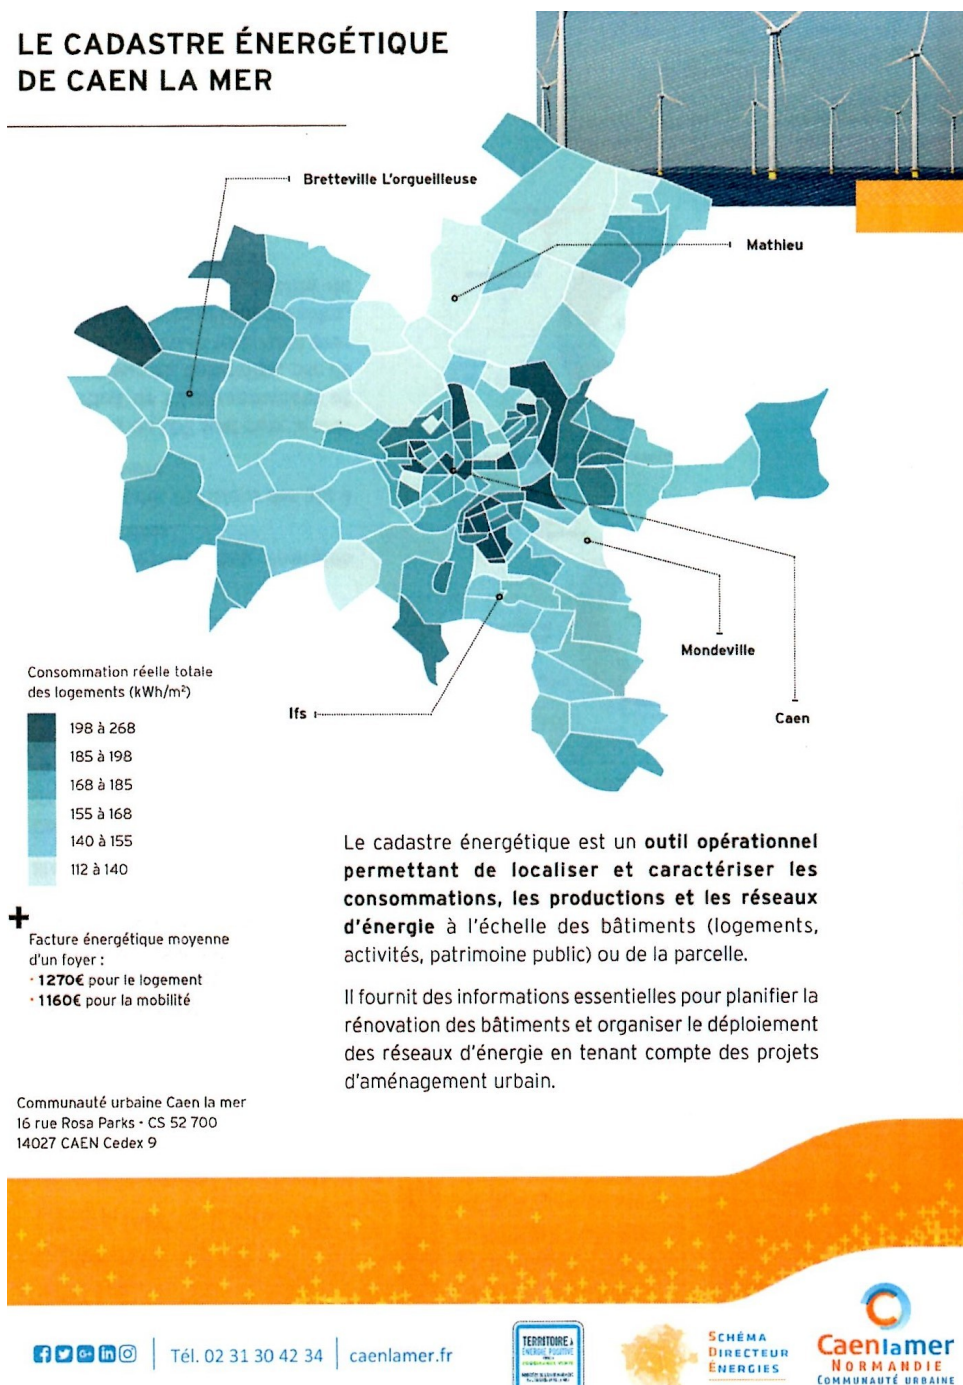 LE CADASTRE ÉNERGÉTIQUE
DE CAEN LA MER
Bretteville L'orgueilleuse
Mathieu
Mondeville
Caen
Ifs
Consommation réelle totale
des logements (kWh/m²)
198 à 268
185 à 198
168 à 185
155 à 168
140 à 155
112 à 140
+
Facture énergétique moyenne
d'un foyer :
· 1270€ pour le logement
· 1160€ pour la mobilité
Le cadastre énergétique est un outil opérationnel
permettant de localiser et caractériser les
consommations, les productions et les réseaux
d'énergie à l'échelle des bâtiments (logements,
activités, patrimoine public) ou de la parcelle.
Il fournit des informations essentielles pour planifier la
rénovation des bâtiments et organiser le déploiement
des réseaux d'énergie en tenant compte des projets
d'aménagement urbain.
Communauté urbaine Caen la mer
16 rue Rosa Parks - CS 52 700
14027 CAEN Cedex 9
Tél. 02 31 30 42 34
caenlamer.fr
TERRITOIRE À
ÉNERGIE POSITIVE
SCHÉMA
DIRECTEUR
ÉNERGIES
Caenlamer
NORMANDIE
COMMUNAUTÉ URBAINE